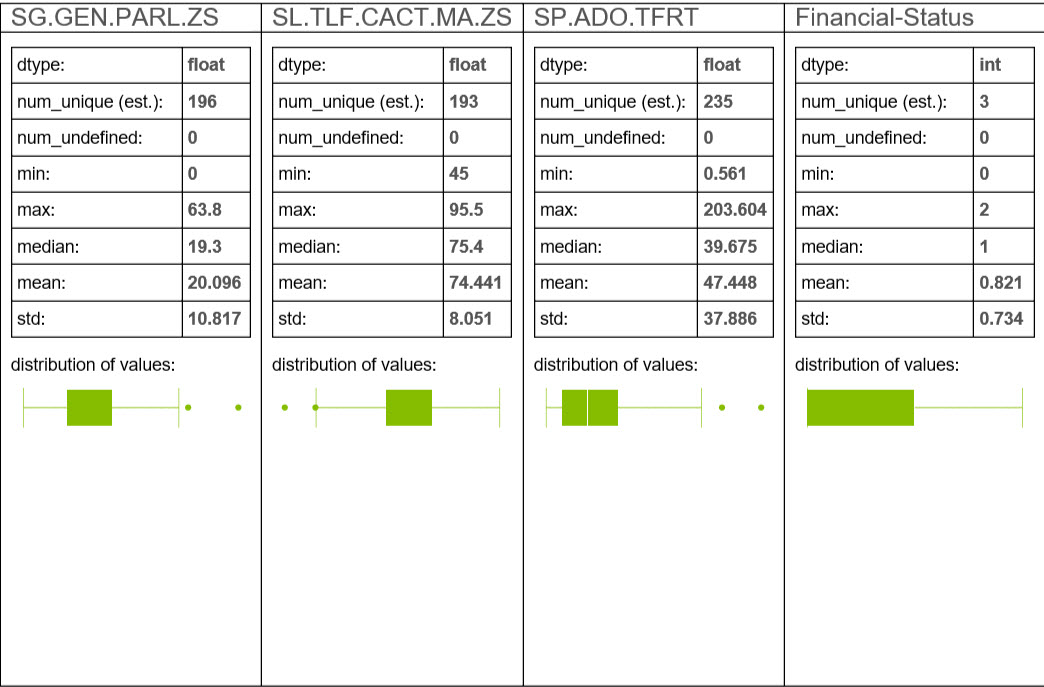 SG.GEN.PARL.ZS
dtype: float
num_unique (est.): 196
num_undefined: 0
min: 0
max: 63.8
median: 19.3
mean: 20.096
std: 10.817
distribution of values:
SL.TLF.CACT.MA.ZS
dtype: float
num_unique (est.): 193
num_undefined: 0
min: 45
max: 95.5
median: 75.4
mean: 74.441
std: 8.051
distribution of values:
SP.ADO.TFRT
dtype: float
num_unique (est.): 235
num_undefined: 0
min: 0.561
max: 203.604
median: 39.675
mean: 47.448
std: 37.886
distribution of values:
Financial-Status
dtype: int
num_unique (est.): 3
num_undefined: 0
min: 0
max: 2
median: 1
mean: 0.821
std: 0.734
distribution of values: